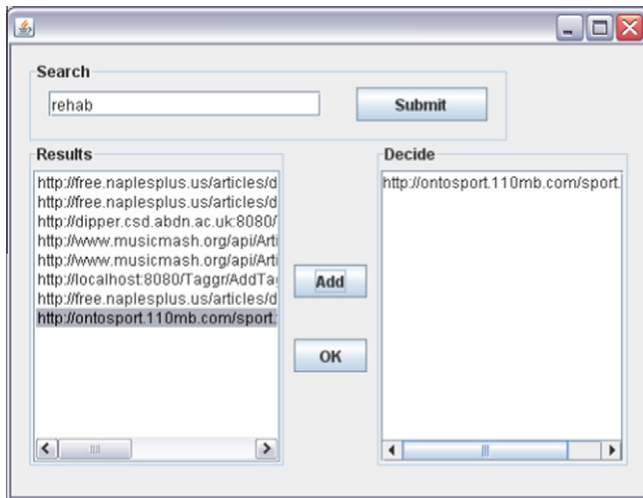 Search
rehab
Submit
Results
http://free.naplesplus.us/articles/d
http://free.naplesplus.us/articles/d
http://dipper.csd.abdn.ac.uk:8080/
http://www.musicmash.org/api/Arti
http://www.musicmash.org/api/Arti
http://localhost:8080/Taggr/AddTag
http://free.naplesplus.us/articles/d
http://ontosport.110mb.com/sport.
Add
OK
Decide
http://ontosport.110mb.com/sport.